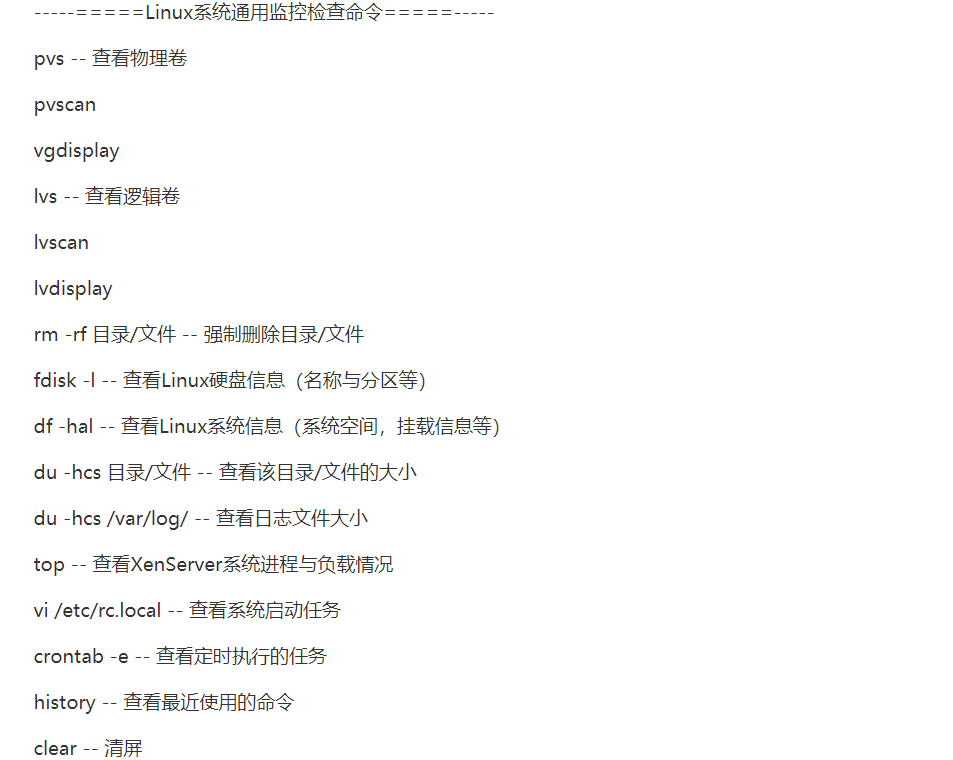 -----=====Linux系统通用监控检查命令=====-----
pvs -- 查看物理卷
pvscan
vgdisplay
lvs -- 查看逻辑卷
lvscan
lvdisplay
rm -rf 目录/文件 -- 强制删除目录/文件
fdisk -l -- 查看Linux硬盘信息（名称与分区等）
df -hal -- 查看Linux系统信息（系统空间，挂载信息等）
du -hcs 目录/文件 -- 查看该目录/文件的大小
du -hcs /var/log/ -- 查看日志文件大小
top -- 查看XenServer系统进程与负载情况
vi /etc/rc.local -- 查看系统启动任务
crontab -e -- 查看定时执行的任务
history -- 查看最近使用的命令
clear -- 清屏